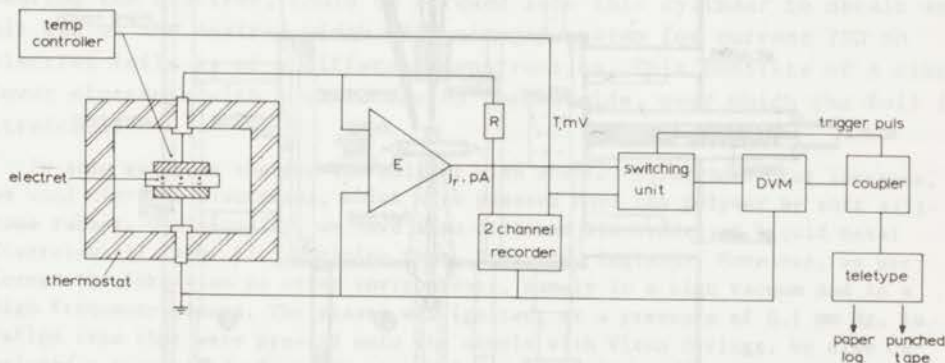 temp
controller
R
T, mV
trigger puls
E
switching
unit
DVM
coupler
electret
jr, pA
2 channel
recorder
teletype
thermostat
paper
log
punched
tape